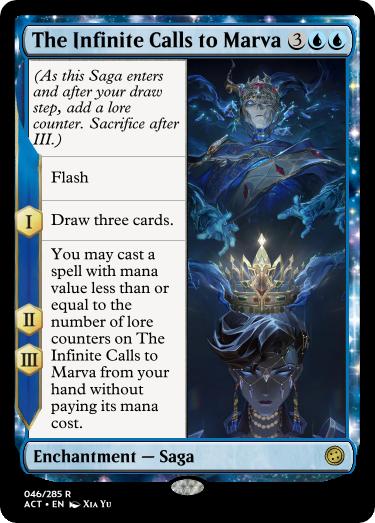 The Infinite Calls to Marva 3
(As this Saga enters
and after your draw
step, add a lore
counter. Sacrifice after
III.)
Flash
I
Draw three cards.
II
III
You may cast a
spell with mana
value less than or
equal to the
number of lore
counters on The
Infinite Calls to
Marva from your
hand without
paying its mana
cost.
Enchantment — Saga
046/285 R
ACT • EN Xia Yu